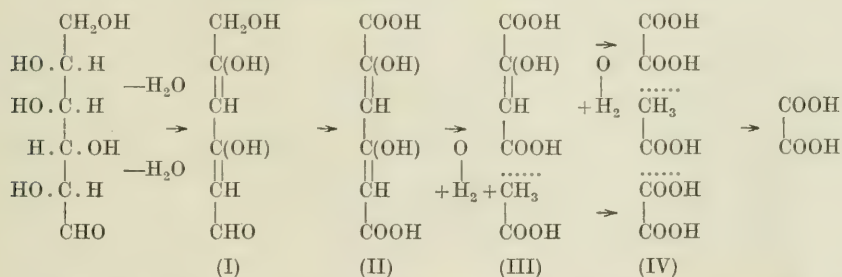 CH₂OH CH₂OH COOH COOH → COOH
HO.C.H C(OH) C(OH) C(OH) O COOH
—H₂O H₂ ......
HO.C.H CH CH CH + CH₃ COOH
→ → → →
H.C.OH C(OH) C(OH) O COOH COOH COOH
—H₂O ...... ......
HO.C.H CH CH +H₂+ CH₃ COOH
CHO CHO COOH COOH → COOH
(I) (II) (III) (IV)